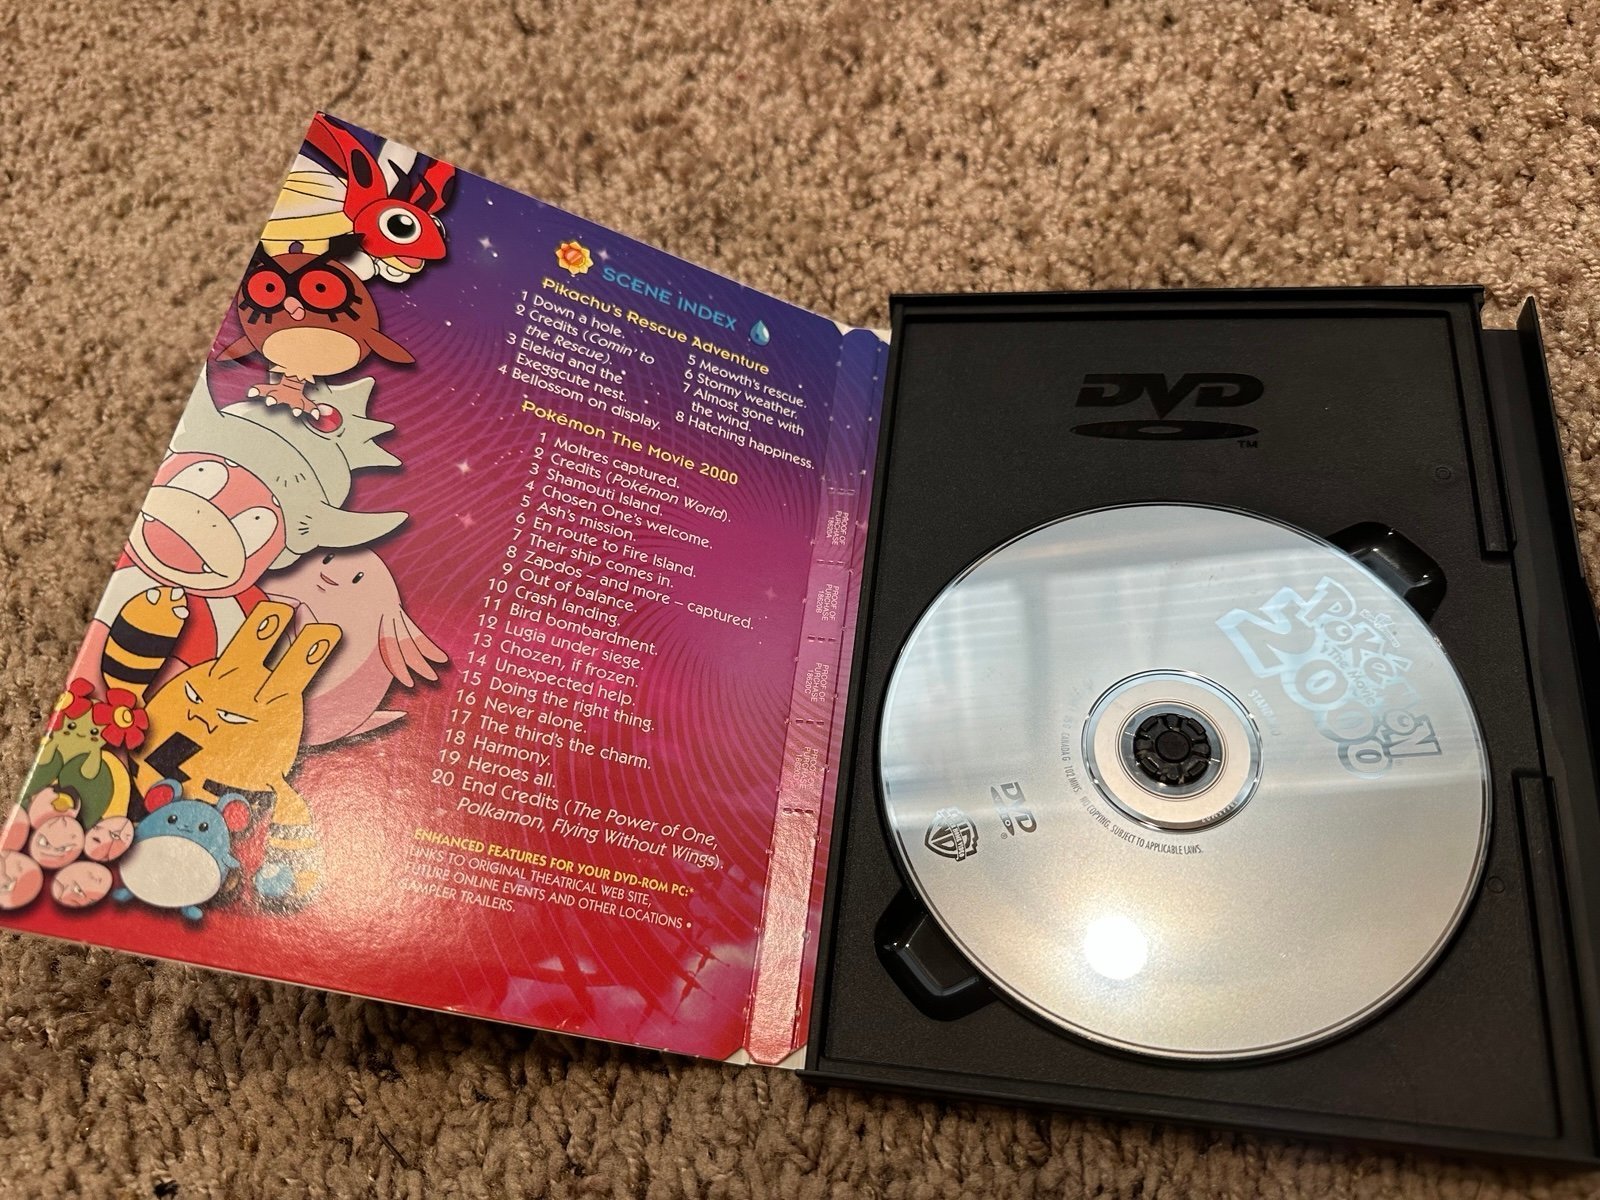 SCENE INDEX
Pikachu's Rescue Adventure
1 Down a hole.
2 Credits (Comin' to
the Rescue).
3 Elekid and the
Exeggcute nest.
4 Bellossom on display.
5 Meowth's rescue.
6 Stormy weather.
7 Almost gone with
the wind.
8 Hatching happiness.
Pokémon The Movie 2000
1 Moltres captured.
2 Credits (Pokémon World).
3 Shamouti Island.
4 Chosen One's welcome.
5 Ash's mission.
6 En route to Fire Island.
7 Their ship comes in.
8 Zapdos – and more – captured.
9 Out of balance.
10 Crash landing.
11 Bird bombardment.
12 Lugia under siege.
13 Chozen, if frozen.
14 Unexpected help.
15 Doing the right thing.
16 Never alone.
17 The third's the charm.
18 Harmony.
19 Heroes all.
20 End Credits (The Power of One,
Polkamon, Flying Without Wings).
ENHANCED FEATURES FOR YOUR DVD-ROM PC:*
LINKS TO ORIGINAL THEATRICAL WEB SITE,
FUTURE ONLINE EVENTS AND OTHER LOCATIONS •
SAMPLER TRAILERS.
PROOF OF
PURCHASE
18620A
PROOF OF
PURCHASE
18620B
PROOF OF
PURCHASE
18620C
DVD
TM
Pokémon
The Movie
2000
DVD
102 MINS. NO COPYING. SUBJECT TO APPLICABLE LAWS.